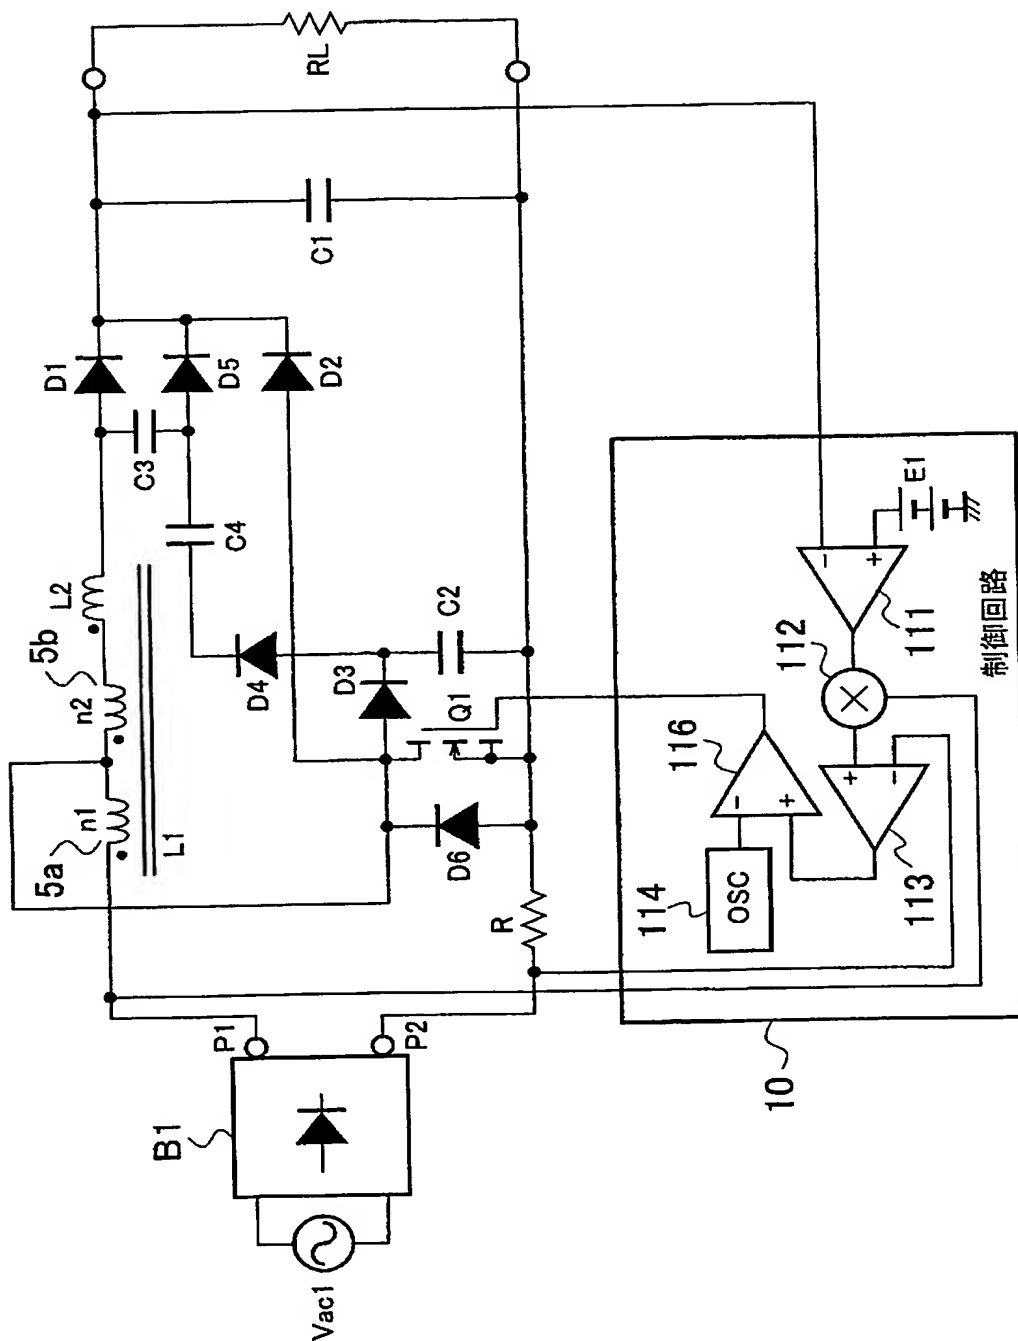 RL
C1
D1
D5
D2
C3
C4
L2
5b
n2
5a
n1
L1
D4
D3
C2
Q1
D6
R
P1
P2
B1
Vac1
10
制御回路
E1
-
+
111
112
+
-
113
116
-
+
114
OSC